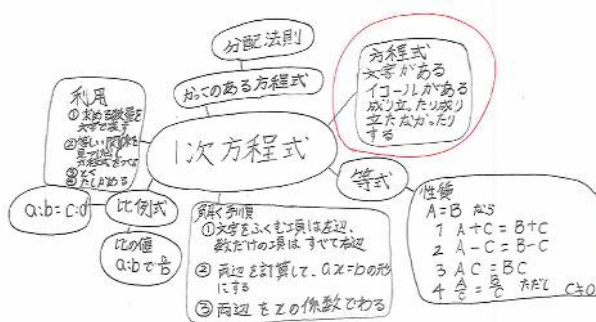 分配法則
かっこのある方程式
方程式
文字がある
イコールがある
成り立ったり成り
立たなかったり
する
利用
①求める数量を
文字で表す
②等しい関係を
見つけ出し
方程式をつくる
③とく
④たしかめる
1次方程式
等式
性質
A=B なら
1 A+C=B+C
2 A-C=B-C
3 AC=BC
4 A/C=B/C ただし C≠0
a:b=c:d
比例式
比の値
a:bで a/b
解く手順
①文字をふくむ項は左辺、
数だけの項は すべて右辺
② 両辺を計算して、ax=bの形
にする
③ 両辺をxの係数でわる